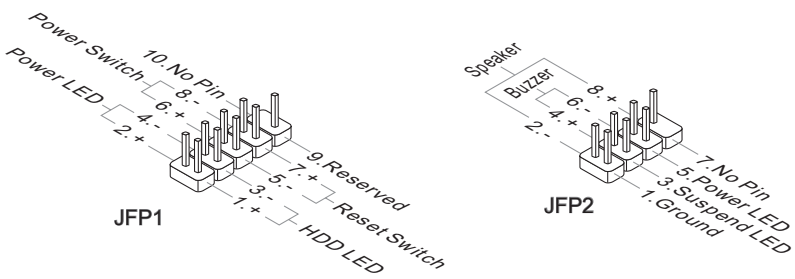 10.No Pin
Power Switch
8.-
6.+
Power LED
4.-
2.+
9.Reserved
7.+
5.-
Reset Switch
3.-
1.+
HDD LED
JFP1
Speaker
8.+
Buzzer
6.-
4.+
2.-
7.No Pin
5.Power LED
3.Suspend LED
1.Ground
JFP2